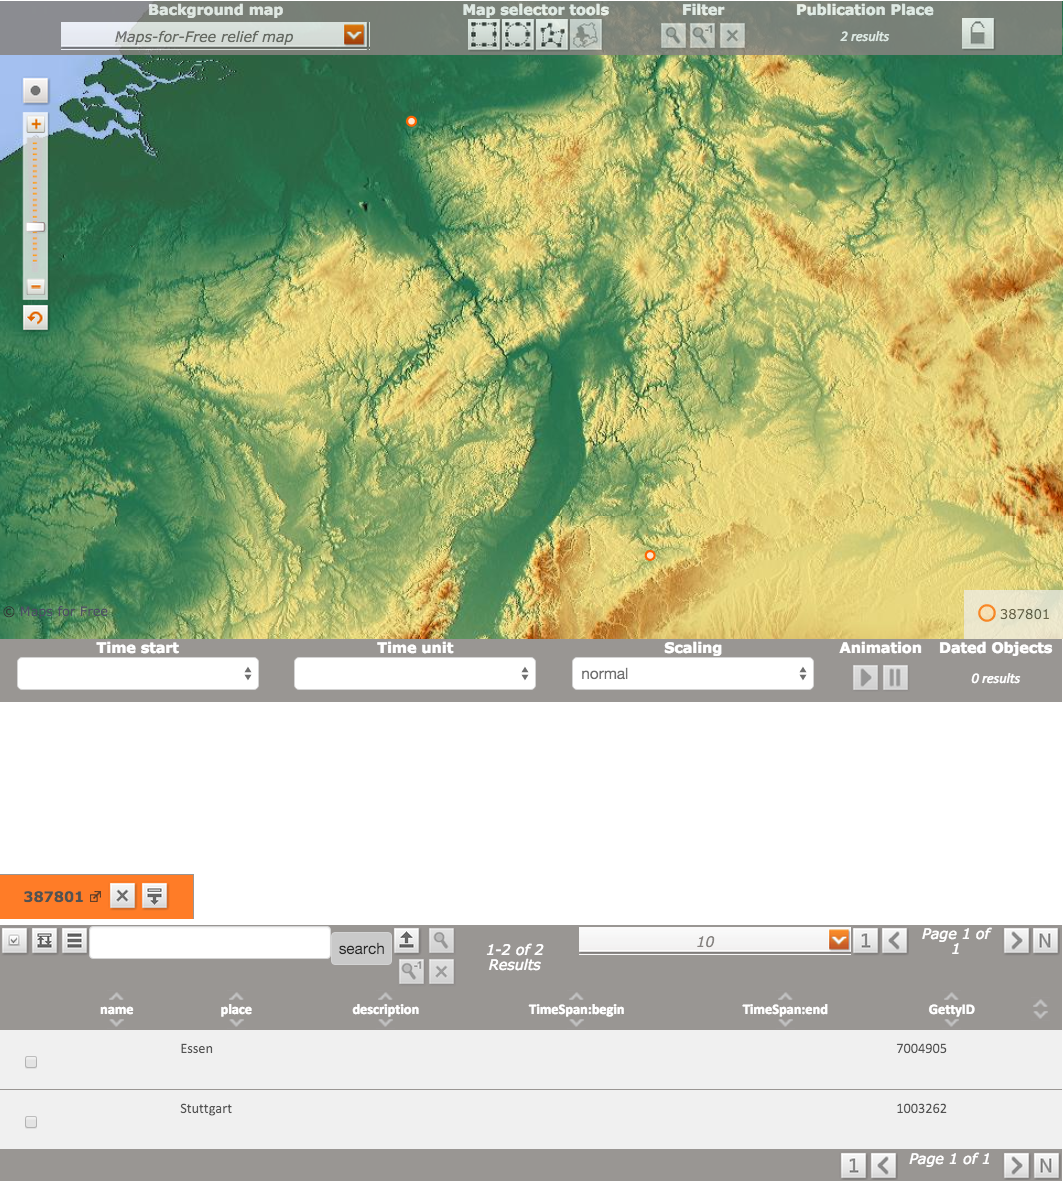 Background map
Map selector tools
Filter
Publication Place
Maps-for-Free relief map
-1
2 results
© Maps for Free
387801
Time start
Time unit
Scaling
Animation
Dated Objects
normal
0 results
387801
search
-1
1-2 of 2
Results
10
1
Page 1 of
1
N
name
place
description
TimeSpan:begin
TimeSpan:end
GettyID
Essen
7004905
Stuttgart
1003262
1
Page 1 of 1
N